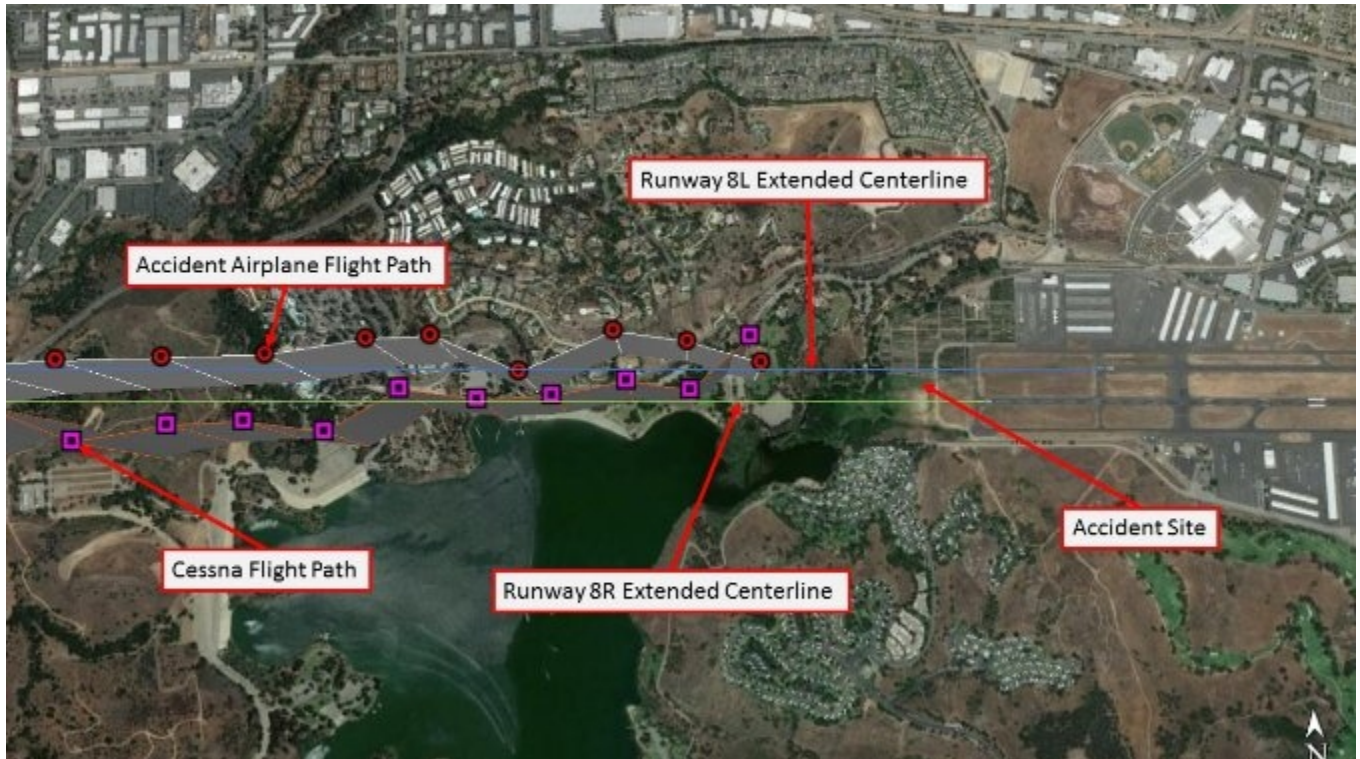 Runway 8L Extended Centerline
Accident Airplane Flight Path
Accident Site
Cessna Flight Path
Runway 8R Extended Centerline
N